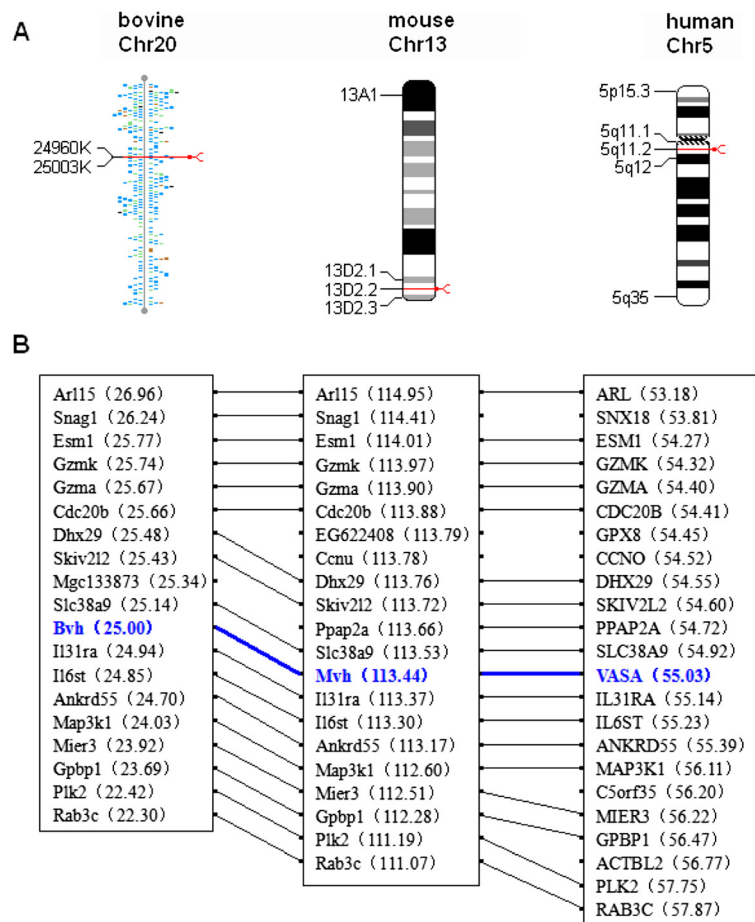 A
bovine
Chr20
mouse
Chr13
human
Chr5
24960K
25003K
13A1
13D2.1
13D2.2
13D2.3
5p15.3
5q11.1
5q11.2
5q12
5q35
B
Arl15 (26.96)
Snag1 (26.24)
Esm1 (25.77)
Gzmk (25.74)
Gzma (25.67)
Cdc20b (25.66)
Dhx29 (25.48)
Skiv2l2 (25.43)
Mgc133873 (25.34)
Slc38a9 (25.14)
Bvh (25.00)
Il31ra (24.94)
Il6st (24.85)
Ankrd55 (24.70)
Map3k1 (24.03)
Mier3 (23.92)
Gpbp1 (23.69)
Plk2 (22.42)
Rab3c (22.30)
Arl15 (114.95)
Snag1 (114.41)
Esm1 (114.01)
Gzmk (113.97)
Gzma (113.90)
Cdc20b (113.88)
EG622408 (113.79)
Ccnu (113.78)
Dhx29 (113.76)
Skiv2l2 (113.72)
Ppap2a (113.66)
Slc38a9 (113.53)
Mvh (113.44)
Il31ra (113.37)
Il6st (113.30)
Ankrd55 (113.17)
Map3k1 (112.60)
Mier3 (112.51)
Gpbp1 (112.28)
Plk2 (111.19)
Rab3c (111.07)
ARL (53.18)
SNX18 (53.81)
ESM1 (54.27)
GZMK (54.32)
GZMA (54.40)
CDC20B (54.41)
GPX8 (54.45)
CCNO (54.52)
DHX29 (54.55)
SKIV2L2 (54.60)
PPAP2A (54.72)
SLC38A9 (54.92)
VASA (55.03)
IL31RA (55.14)
IL6ST (55.23)
ANKRD55 (55.39)
MAP3K1 (56.11)
C5orf35 (56.20)
MIER3 (56.22)
GPBP1 (56.47)
ACTBL2 (56.77)
PLK2 (57.75)
RAB3C (57.87)